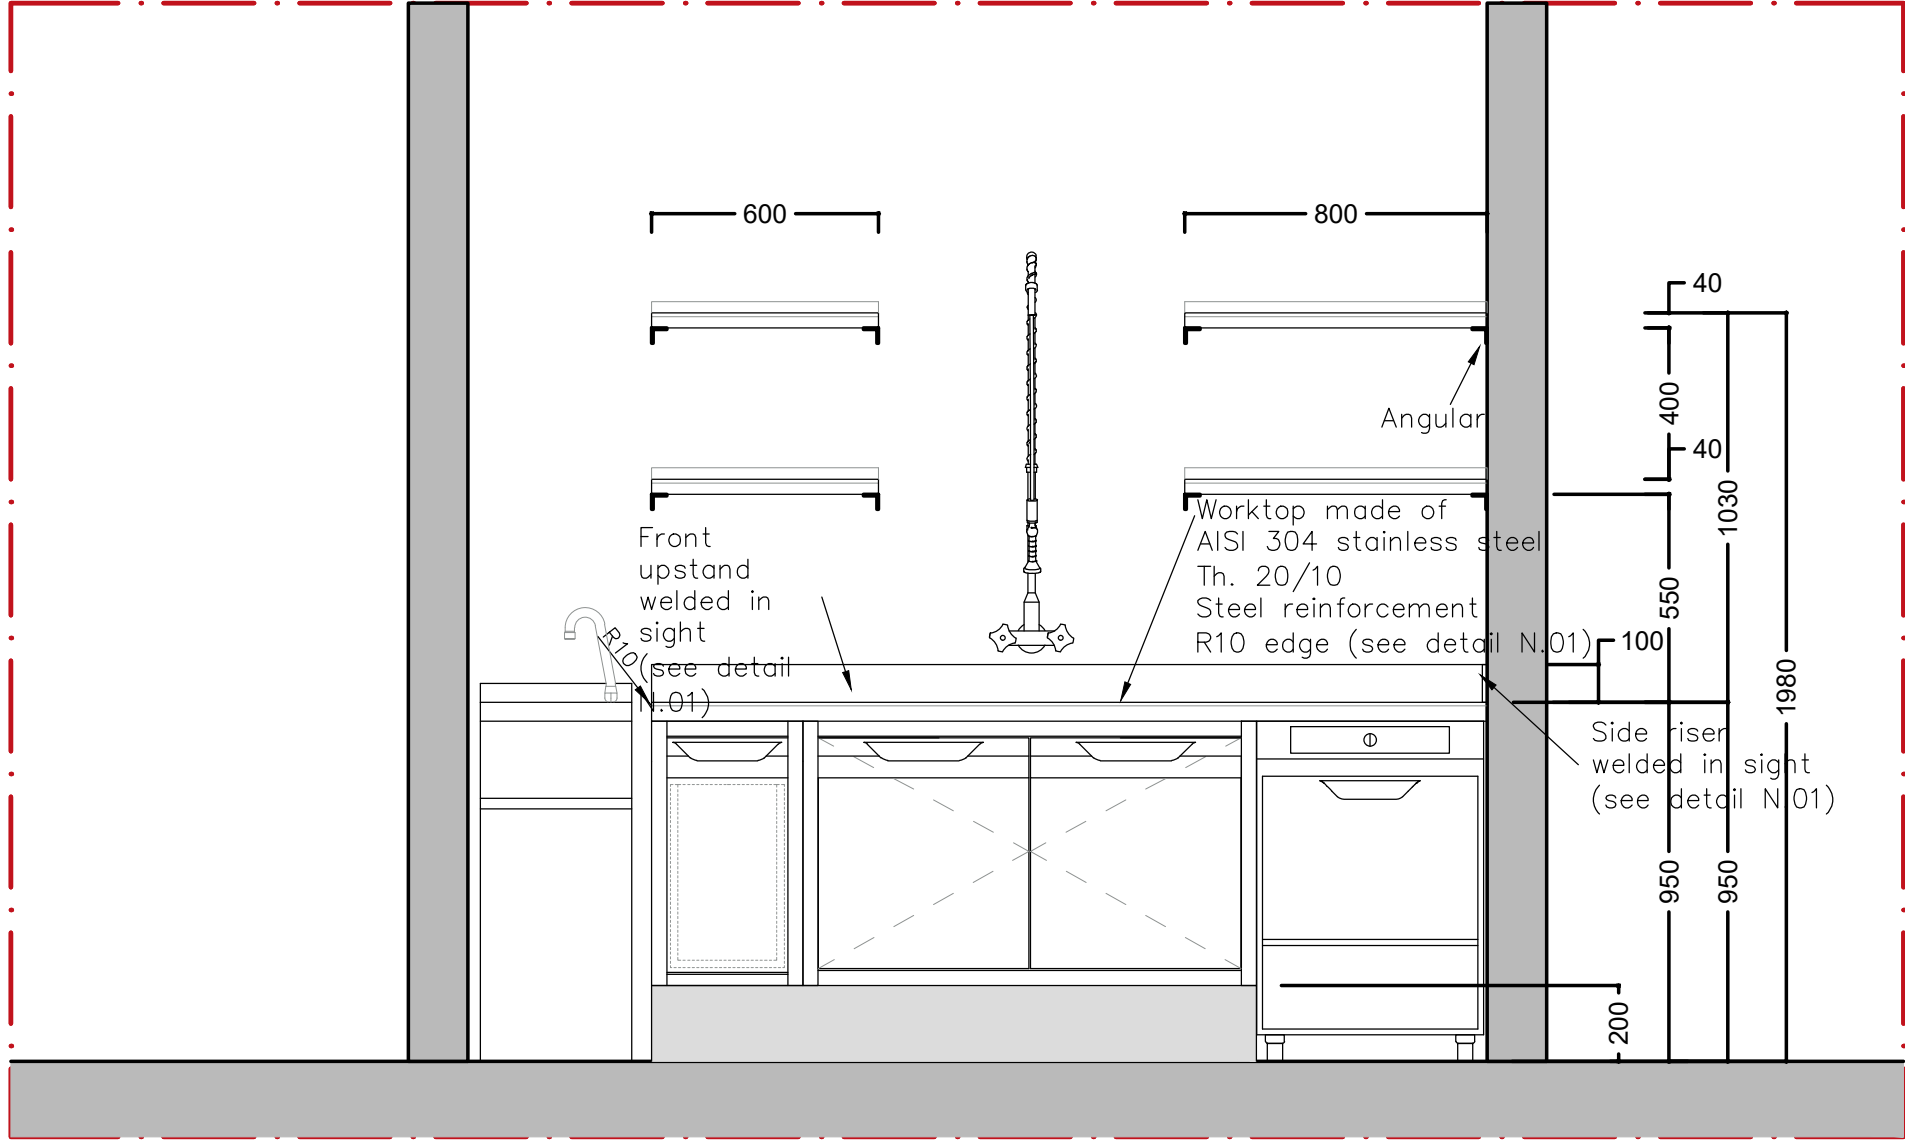 600
800
40
400
Angular
40
1030
Worktop made of
AISI 304 stainless steel
Th. 20/10
Steel reinforcement
R10 edge (see detail N.01)
Front
upstand
welded in
sight
(see detail
N.01)
R10
550
100
1980
Side riser
welded in sight
(see detail N.01)
950
950
200